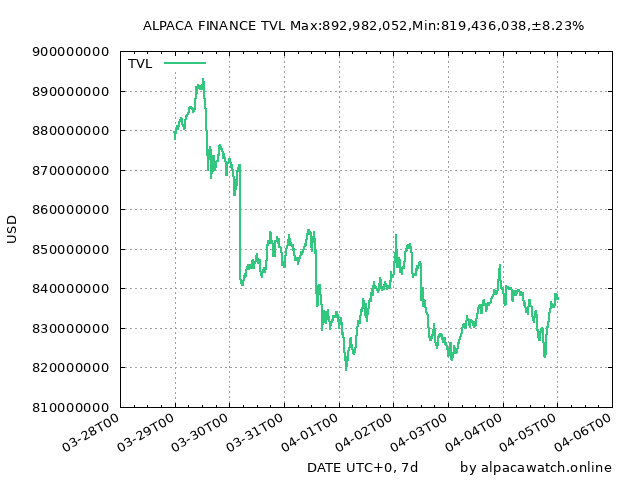 ALPACA FINANCE TVL Max:892,982,052,Min:819,436,038,±8.23%
900000000
TVL
890000000
880000000
870000000
860000000
850000000
840000000
830000000
820000000
810000000
USD
03-28T00
03-29T00
03-30T00
03-31T00
04-01T00
04-02T00
04-03T00
04-04T00
04-05T00
04-06T00
DATE UTC+0, 7d
by alpacawatch.online